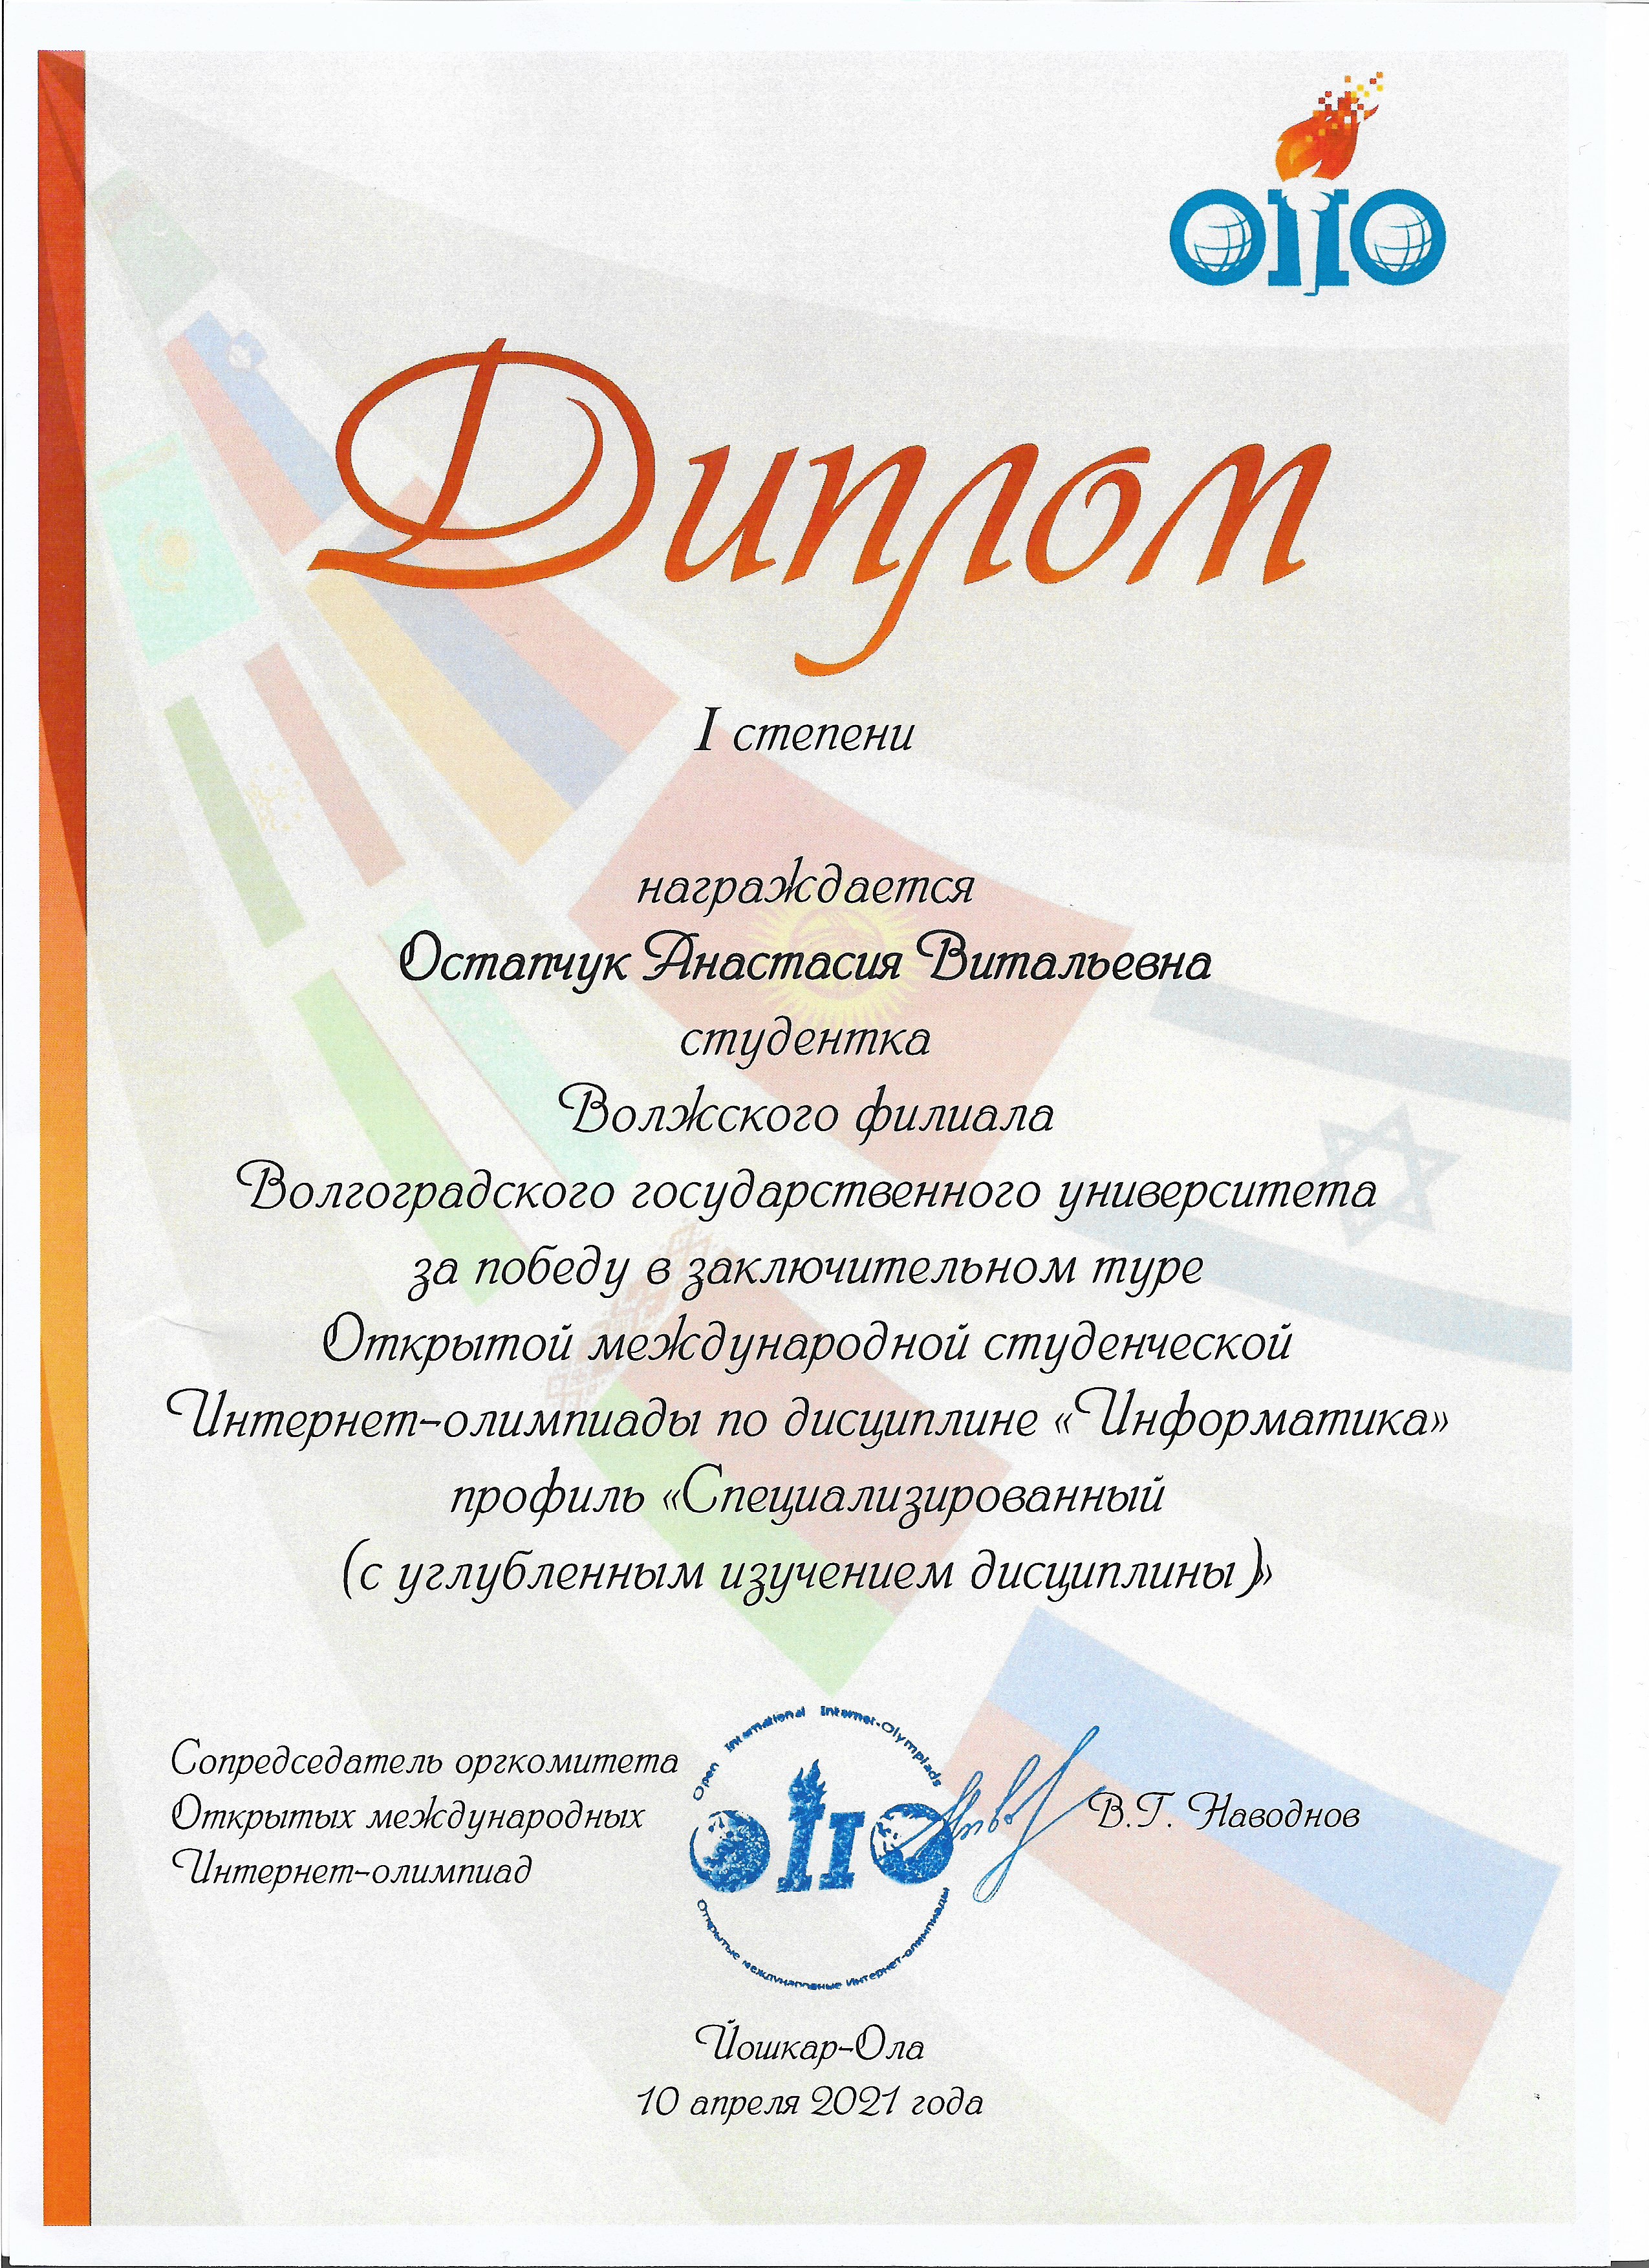 ОIIО
Диплом
I степени
награждается
Остапчук Анастасия Витальевна
студентка
Волжского филиала
Волгоградского государственного университета
за победу в заключительном туре
Открытой международной студенческой
Интернет-олимпиады по дисциплине «Информатика»
профиль «Специализированный
(с углубленным изучением дисциплины)»
Сопредседатель оргкомитета
Открытых международных
Интернет-олимпиад
Open International Internet-Olympiads
OIIO
Открытые международные Интернет-олимпиады
В.Г. Наводнов
Йошкар-Ола
10 апреля 2021 года